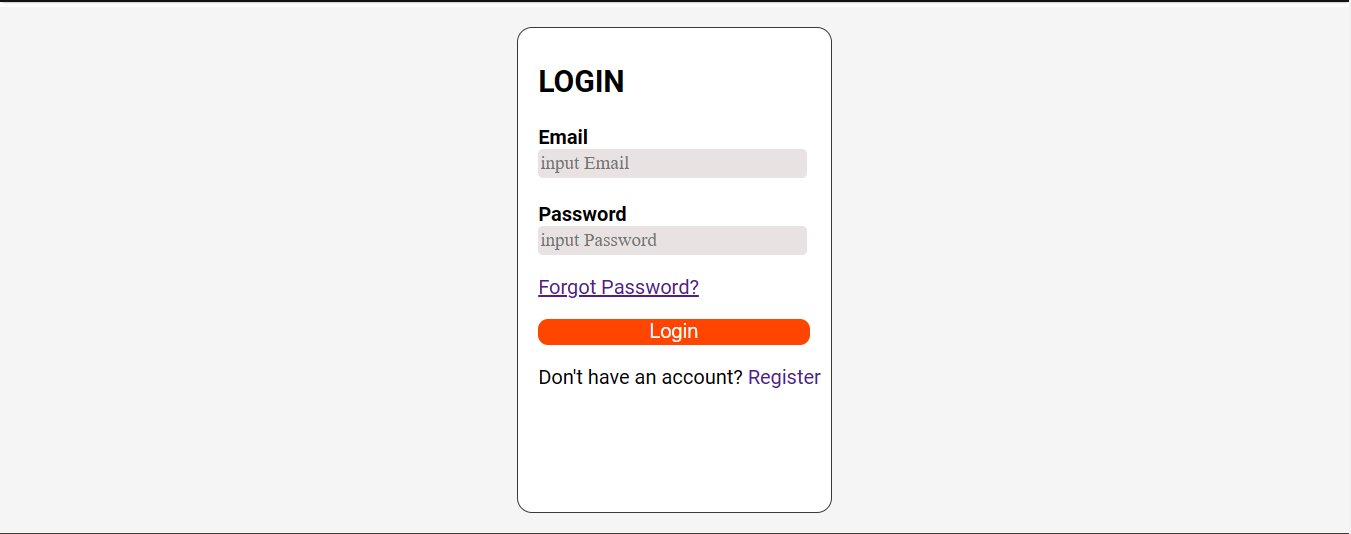 LOGIN
Email
input Email
Password
input Password
Forgot Password?
Login
Don't have an account? Register